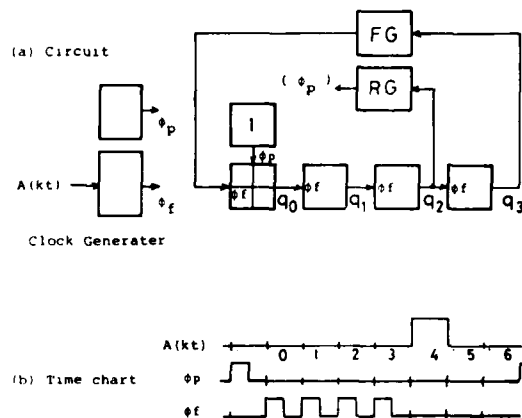 (a) Circuit
FG
(ϕp)
RG
1
ϕp
ϕp
A(kt)
ϕf
ϕf
q0
ϕf
q1
ϕf
q2
ϕf
q3
Clock Generater
A(kt)
0 1 2 3 4 5 6
(b) Time chart
ϕp
ϕf